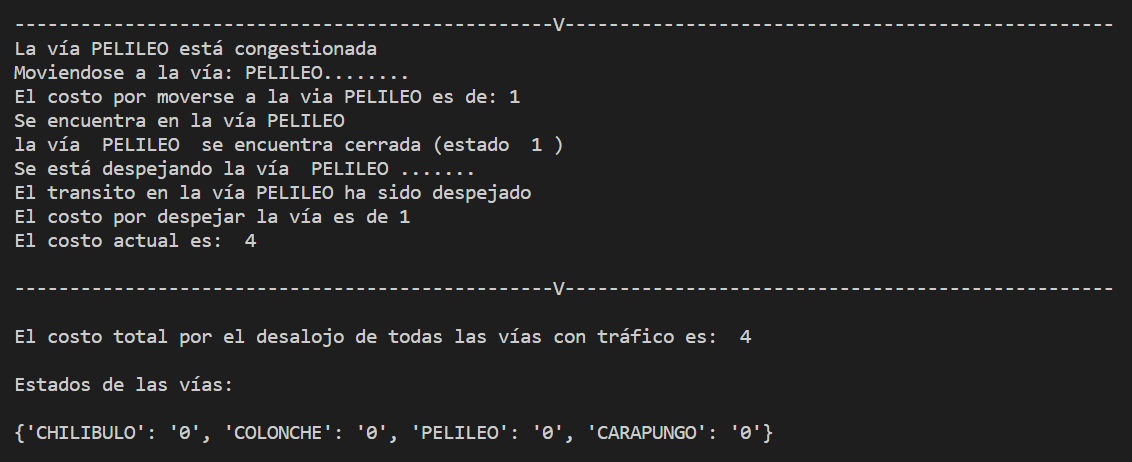 -------------------------------------------------V--------------------------------------------------
La vía PELILEO está congestionada
Moviendose a la vía: PELILEO........
El costo por moverse a la via PELILEO es de: 1
Se encuentra en la vía PELILEO
la vía  PELILEO  se encuentra cerrada (estado  1 )
Se está despejando la vía  PELILEO .......
El transito en la vía PELILEO ha sido despejado
El costo por despejar la vía es de 1
El costo actual es:  4
-------------------------------------------------V--------------------------------------------------
El costo total por el desalojo de todas las vías con tráfico es:  4
Estados de las vías:
{'CHILIBULO': '0', 'COLONCHE': '0', 'PELILEO': '0', 'CARAPUNGO': '0'}